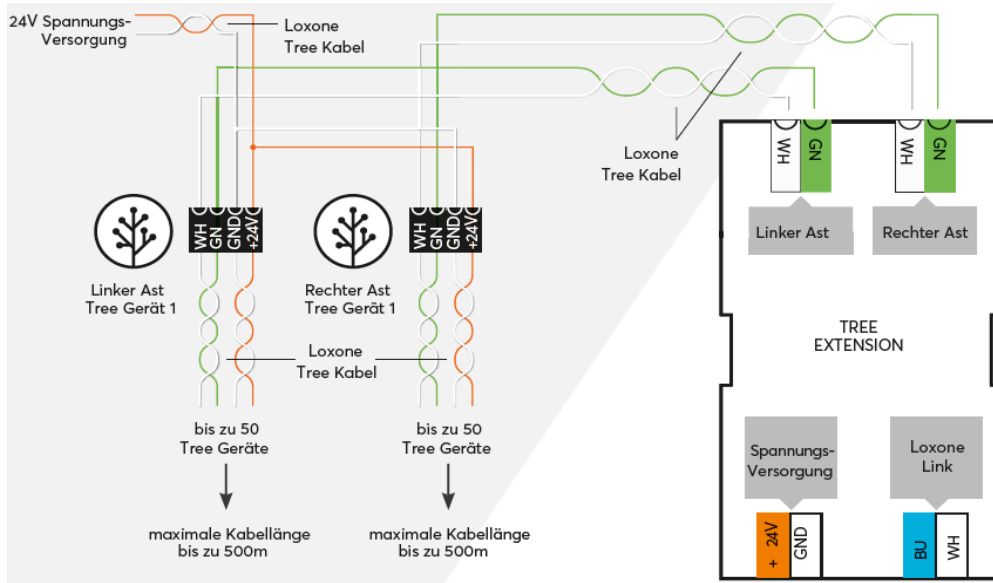 24V Spannungs-
Versorgung
Loxone
Tree Kabel
Loxone
Tree Kabel
WH
GN
WH
GN
Linker Ast
Rechter Ast
WH
GN
GND
+24V
WH
GN
GND
+24V
Linker Ast
Tree Gerät 1
Rechter Ast
Tree Gerät 1
TREE
EXTENSION
Loxone
Tree Kabel
bis zu 50
Tree Geräte
bis zu 50
Tree Geräte
maximale Kabellänge
bis zu 500m
maximale Kabellänge
bis zu 500m
Spannungs-
Versorgung
Loxone
Link
+ 24V
GND
BU
WH